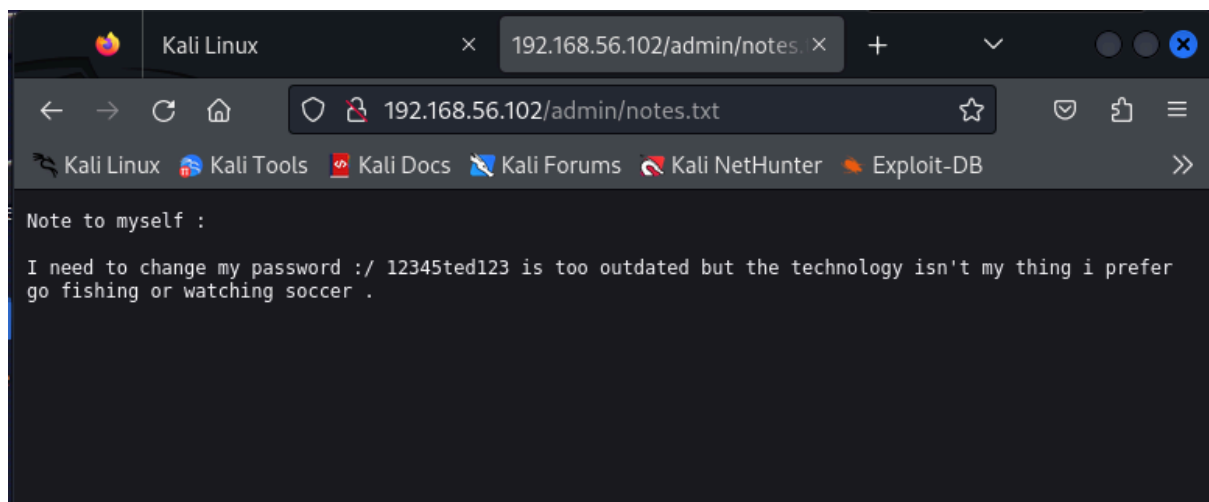 Kali Linux
192.168.56.102/admin/notes.
192.168.56.102/admin/notes.txt
Kali Linux Kali Tools Kali Docs Kali Forums Kali NetHunter Exploit-DB
Note to myself :
I need to change my password :/ 12345ted123 is too outdated but the technology isn't my thing i prefer
go fishing or watching soccer .